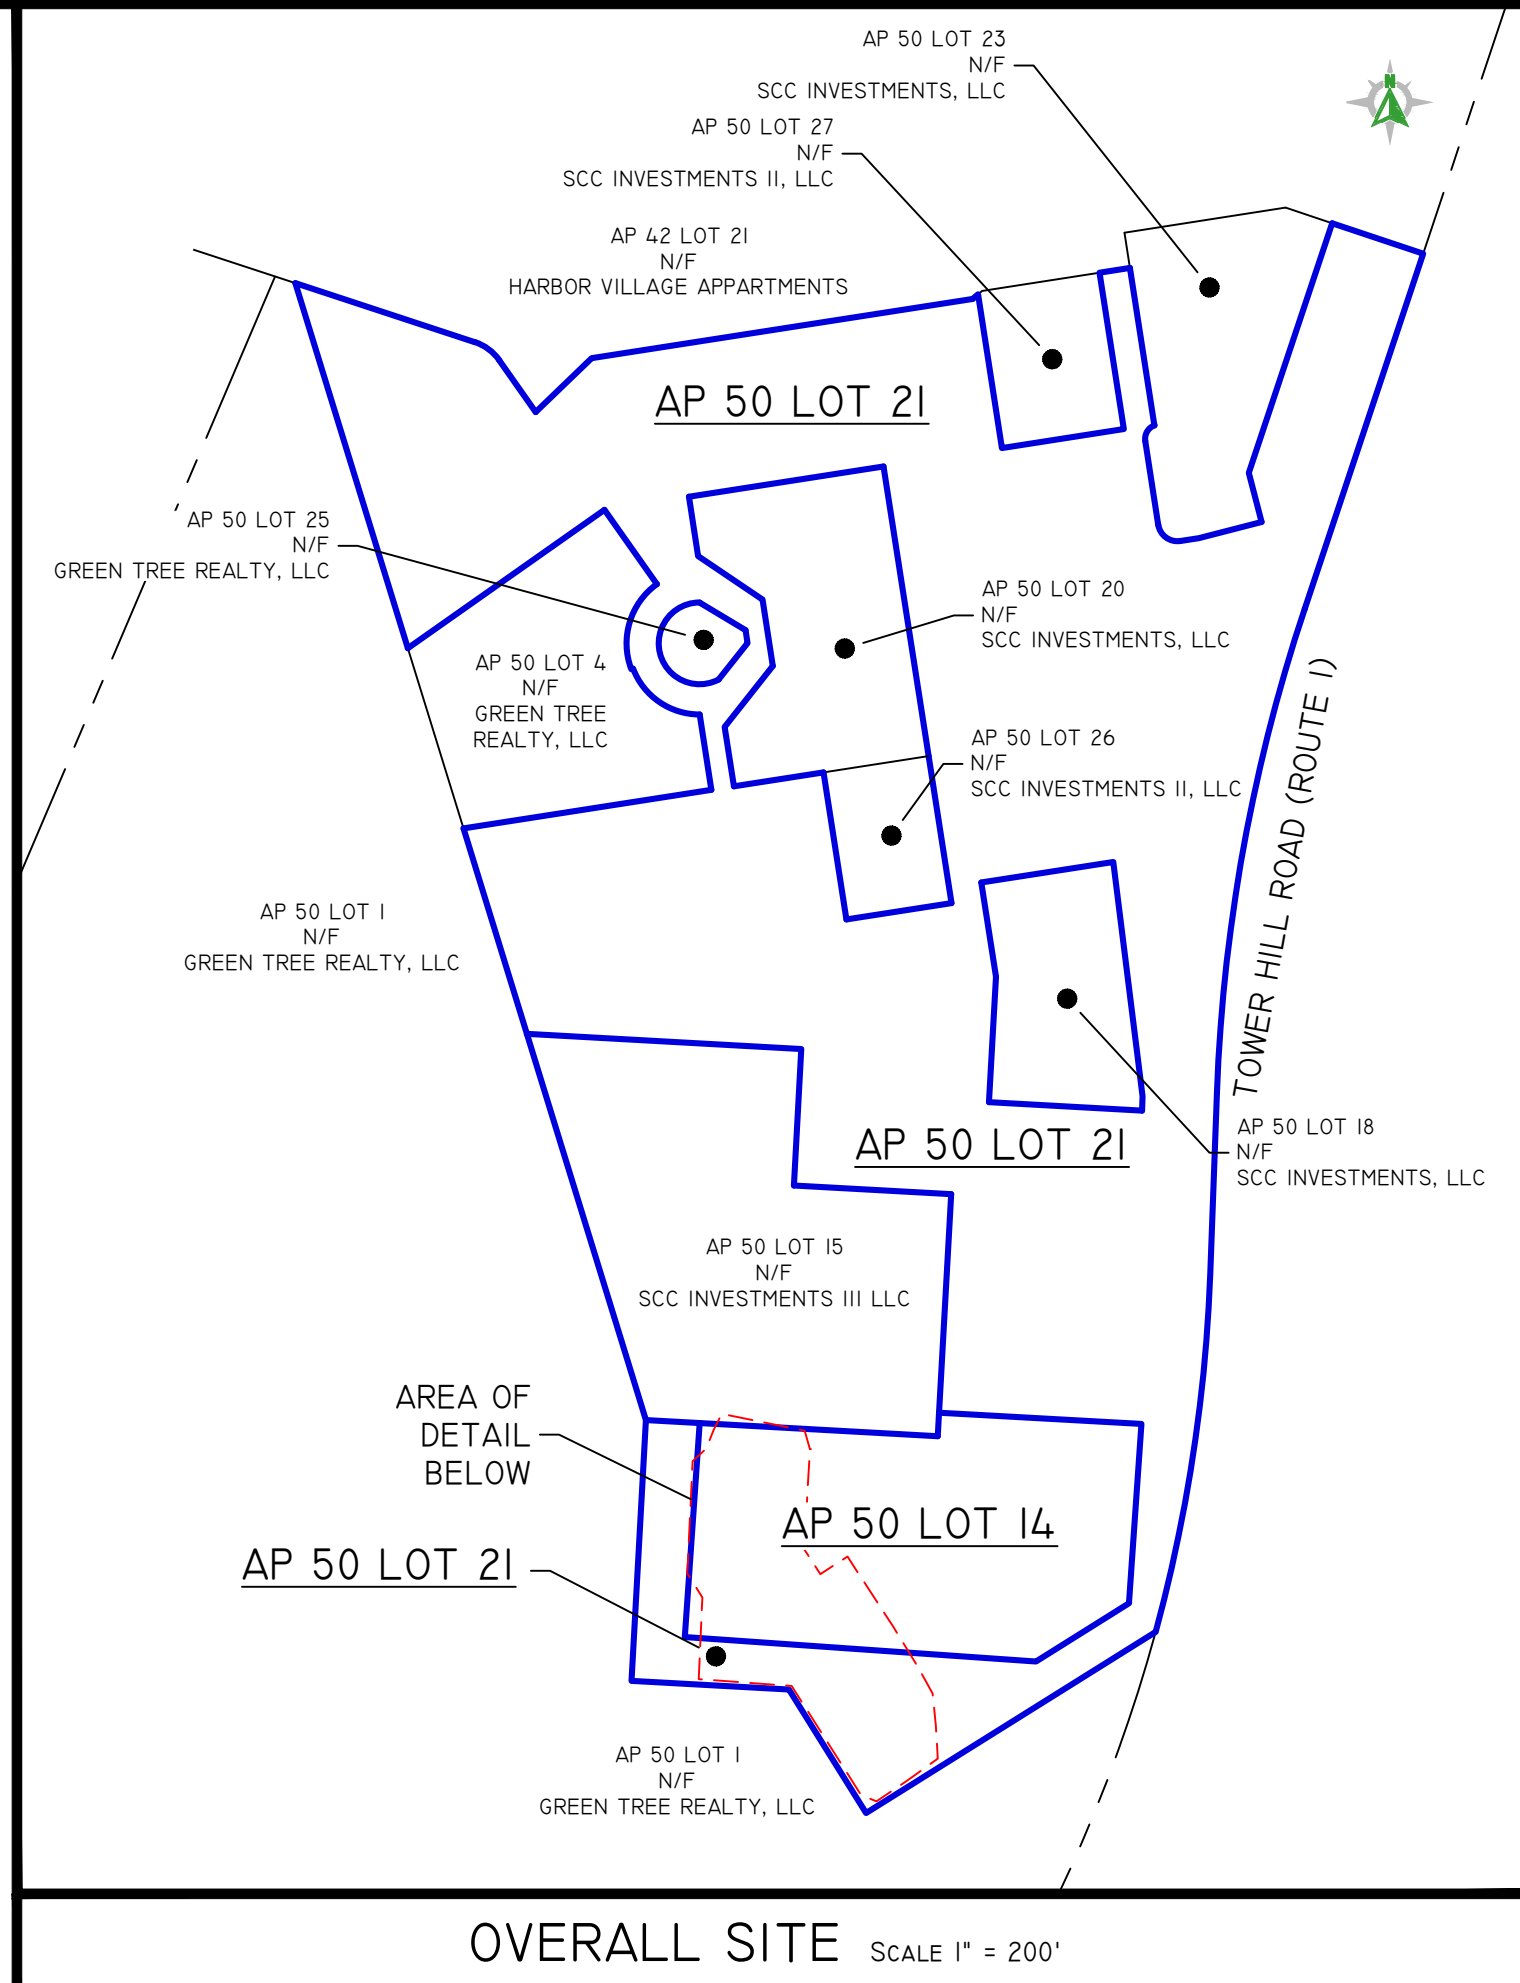 AP 50 LOT 23
N/F
SCC INVESTMENTS, LLC
N
AP 50 LOT 27
N/F
SCC INVESTMENTS II, LLC
AP 42 LOT 21
N/F
HARBOR VILLAGE APPARTMENTS
AP 50 LOT 21
AP 50 LOT 25
N/F
GREEN TREE REALTY, LLC
AP 50 LOT 20
N/F
SCC INVESTMENTS, LLC
AP 50 LOT 4
N/F
GREEN TREE
REALTY, LLC
AP 50 LOT 26
N/F
SCC INVESTMENTS II, LLC
TOWER HILL ROAD (ROUTE 1)
AP 50 LOT 1
N/F
GREEN TREE REALTY, LLC
AP 50 LOT 21
AP 50 LOT 18
N/F
SCC INVESTMENTS, LLC
AP 50 LOT 15
N/F
SCC INVESTMENTS III LLC
AREA OF
DETAIL
BELOW
AP 50 LOT 14
AP 50 LOT 21
AP 50 LOT 1
N/F
GREEN TREE REALTY, LLC
OVERALL SITE SCALE 1" = 200'